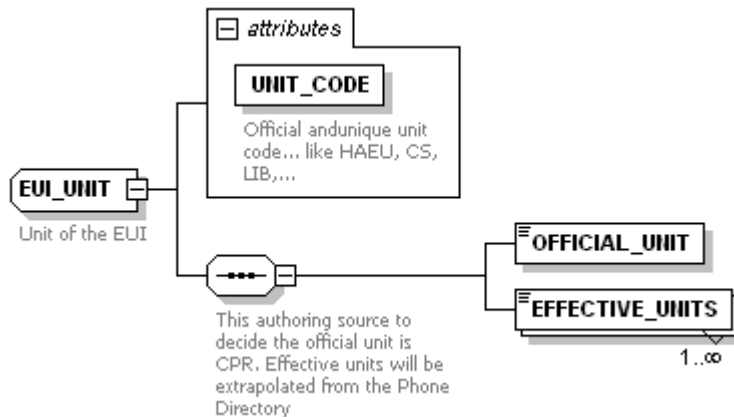 attributes
UNIT_CODE
Official andunique unit
code... like HAEU, CS,
LIB,...
EUI_UNIT
Unit of the EUI
OFFICIAL_UNIT
EFFECTIVE_UNITS
1..∞
This authoring source to
decide the official unit is
CPR. Effective units will be
extrapolated from the Phone
Directory